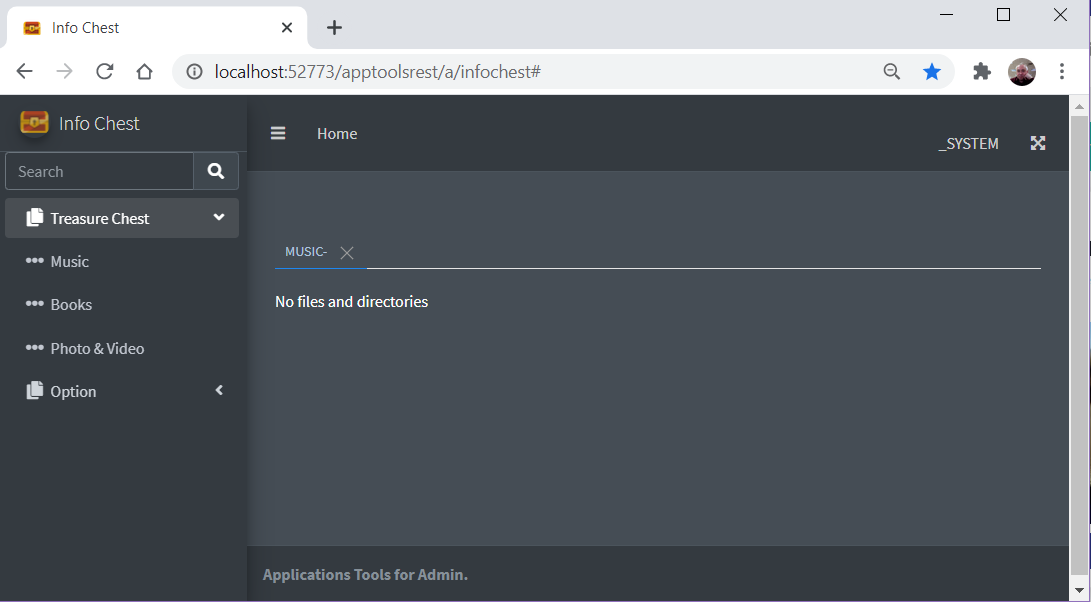 Info Chest
localhost:52773/apptoolsrest/a/infochest#
Info Chest
Home
_SYSTEM
Search
Treasure Chest
Music
Books
Photo & Video
Option
MUSIC-
No files and directories
Applications Tools for Admin.